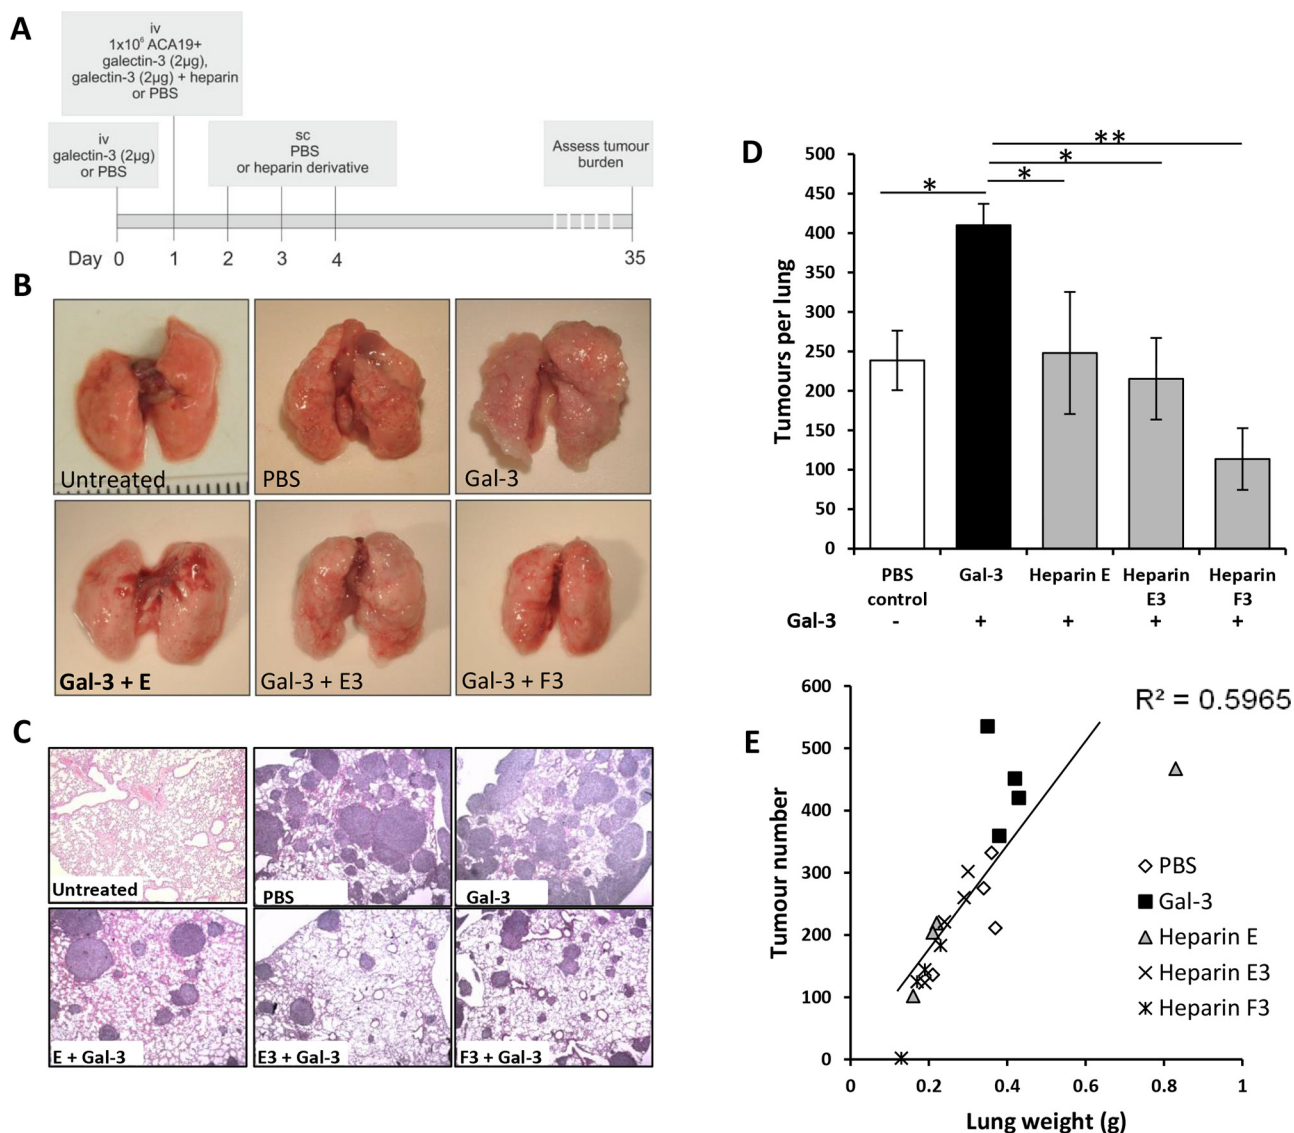 A
iv
1x10⁶ ACA19+
galectin-3 (2µg),
galectin-3 (2µg) + heparin
or PBS
iv
galectin-3 (2µg)
or PBS
sc
PBS
or heparin derivative
Assess tumour
burden
Day 0 1 2 3 4 35
B
Untreated
PBS
Gal-3
Gal-3 + E
Gal-3 + E3
Gal-3 + F3
C
Untreated
PBS
Gal-3
E + Gal-3
E3 + Gal-3
F3 + Gal-3
D
Tumours per lung
500
450
400
350
300
250
200
150
100
50
0
*
*
*
**
PBS
control
Gal-3
Heparin E
Heparin
E3
Heparin
F3
Gal-3 - + + + +
E
R² = 0.5965
Tumour number
600
500
400
300
200
100
0
0 0.2 0.4 0.6 0.8 1
Lung weight (g)
PBS
Gal-3
Heparin E
Heparin E3
Heparin F3